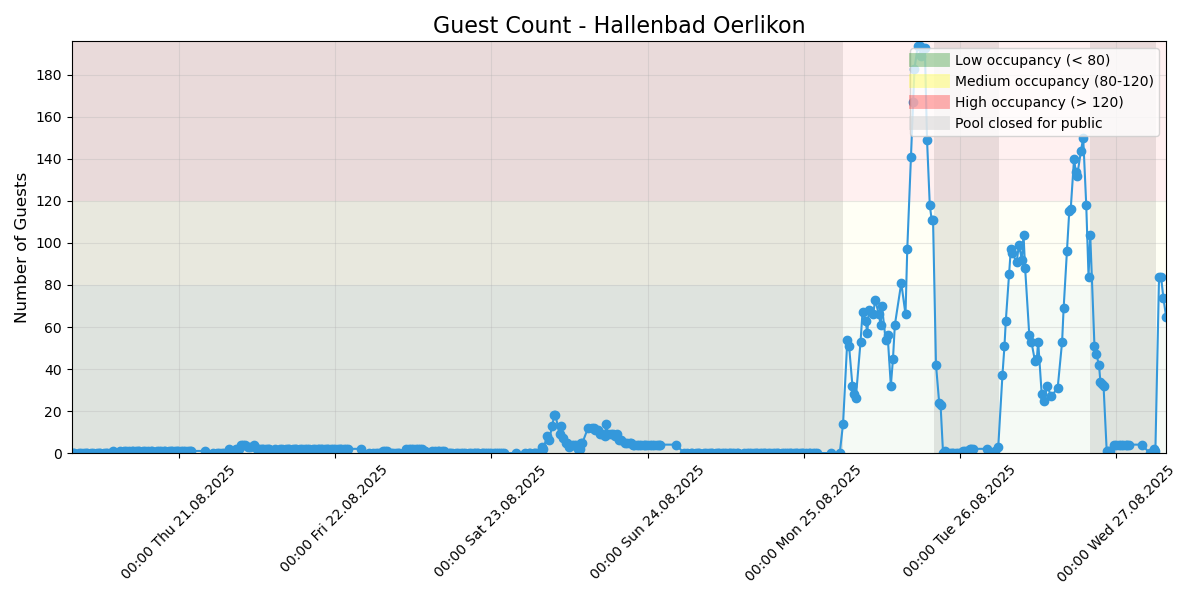 Guest Count - Hallenbad Oerlikon
Number of Guests
180
160
140
120
100
80
60
40
20
0
Low occupancy (< 80)
Medium occupancy (80-120)
High occupancy (> 120)
Pool closed for public
00:00 Thu 21.08.2025
00:00 Fri 22.08.2025
00:00 Sat 23.08.2025
00:00 Sun 24.08.2025
00:00 Mon 25.08.2025
00:00 Tue 26.08.2025
00:00 Wed 27.08.2025